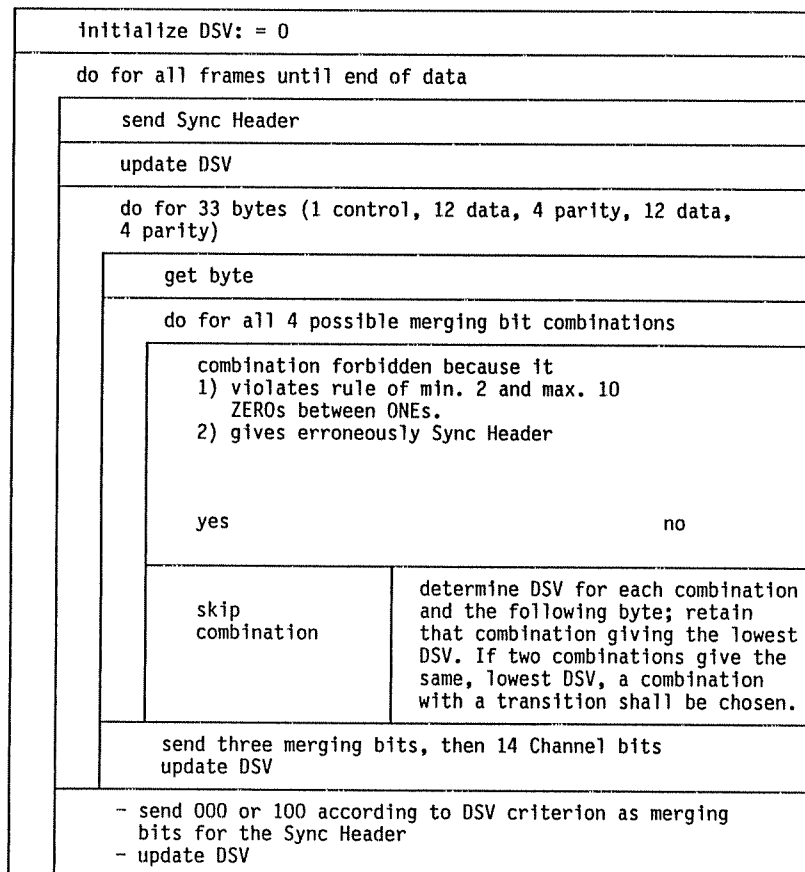 initialize DSV: = 0
do for all frames until end of data
send Sync Header
update DSV
do for 33 bytes (1 control, 12 data, 4 parity, 12 data,
4 parity)
get byte
do for all 4 possible merging bit combinations
combination forbidden because it
1) violates rule of min. 2 and max. 10
ZEROs between ONEs.
2) gives erroneously Sync Header
yes no
skip
combination
determine DSV for each combination
and the following byte; retain
that combination giving the lowest
DSV. If two combinations give the
same, lowest DSV, a combination
with a transition shall be chosen.
send three merging bits, then 14 Channel bits
update DSV
- send 000 or 100 according to DSV criterion as merging
bits for the Sync Header
- update DSV